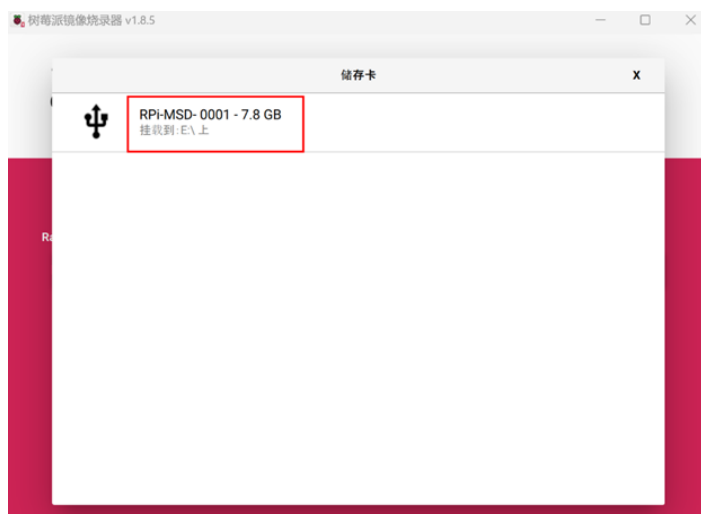 树莓派镜像烧录器 v1.8.5
储存卡
X
RPi-MSD- 0001 - 7.8 GB
挂载到:E:\ 上
Ra